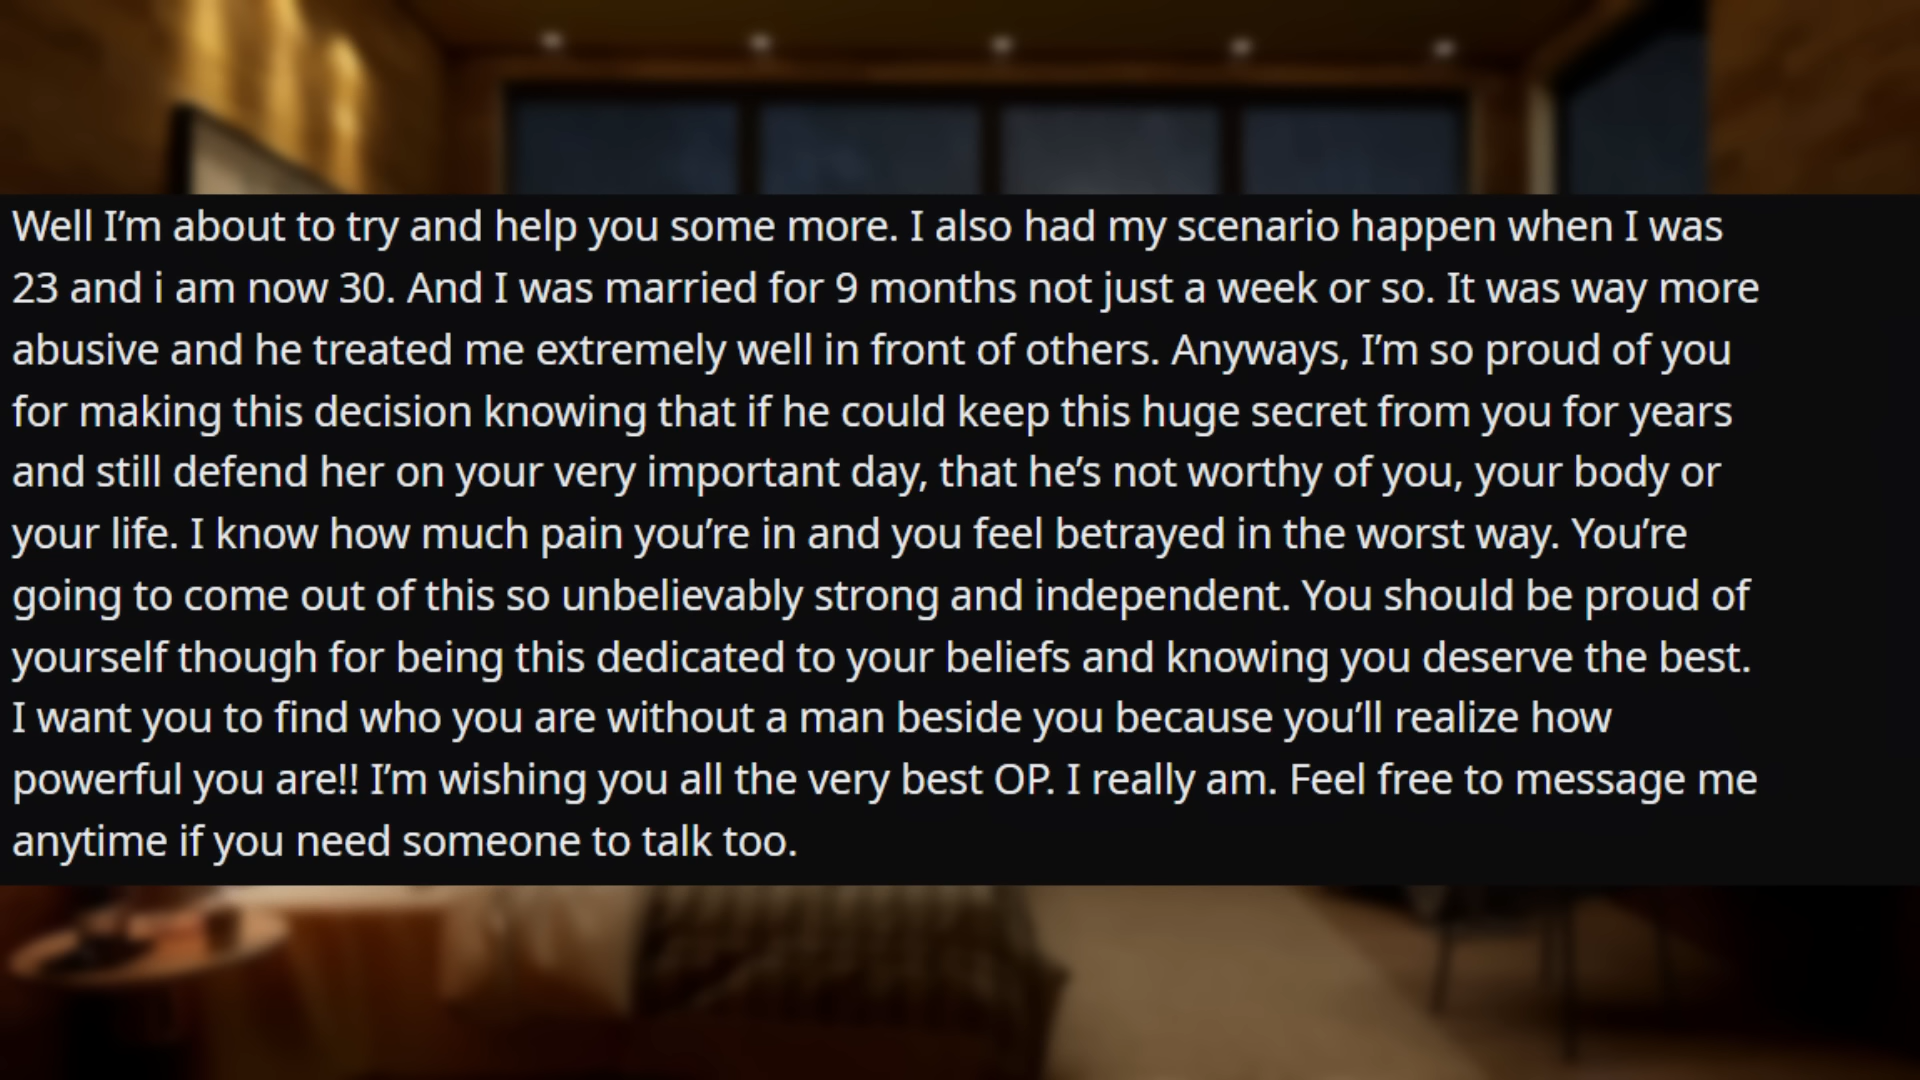 Well I’m about to try and help you some more. I also had my scenario happen when I was
23 and i am now 30. And I was married for 9 months not just a week or so. It was way more
abusive and he treated me extremely well in front of others. Anyways, I’m so proud of you
for making this decision knowing that if he could keep this huge secret from you for years
and still defend her on your very important day, that he’s not worthy of you, your body or
your life. I know how much pain you’re in and you feel betrayed in the worst way. You’re
going to come out of this so unbelievably strong and independent. You should be proud of
yourself though for being this dedicated to your beliefs and knowing you deserve the best.
I want you to find who you are without a man beside you because you’ll realize how
powerful you are!! I’m wishing you all the very best OP. I really am. Feel free to message me
anytime if you need someone to talk too.